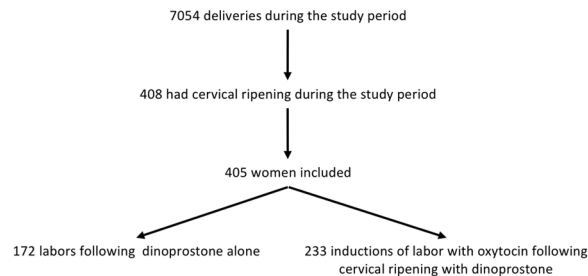 7054 deliveries during the study period
408 had cervical ripening during the study period
405 women included
172 labors following dinoprostone alone
233 inductions of labor with oxytocin following
cervical ripening with dinoprostone